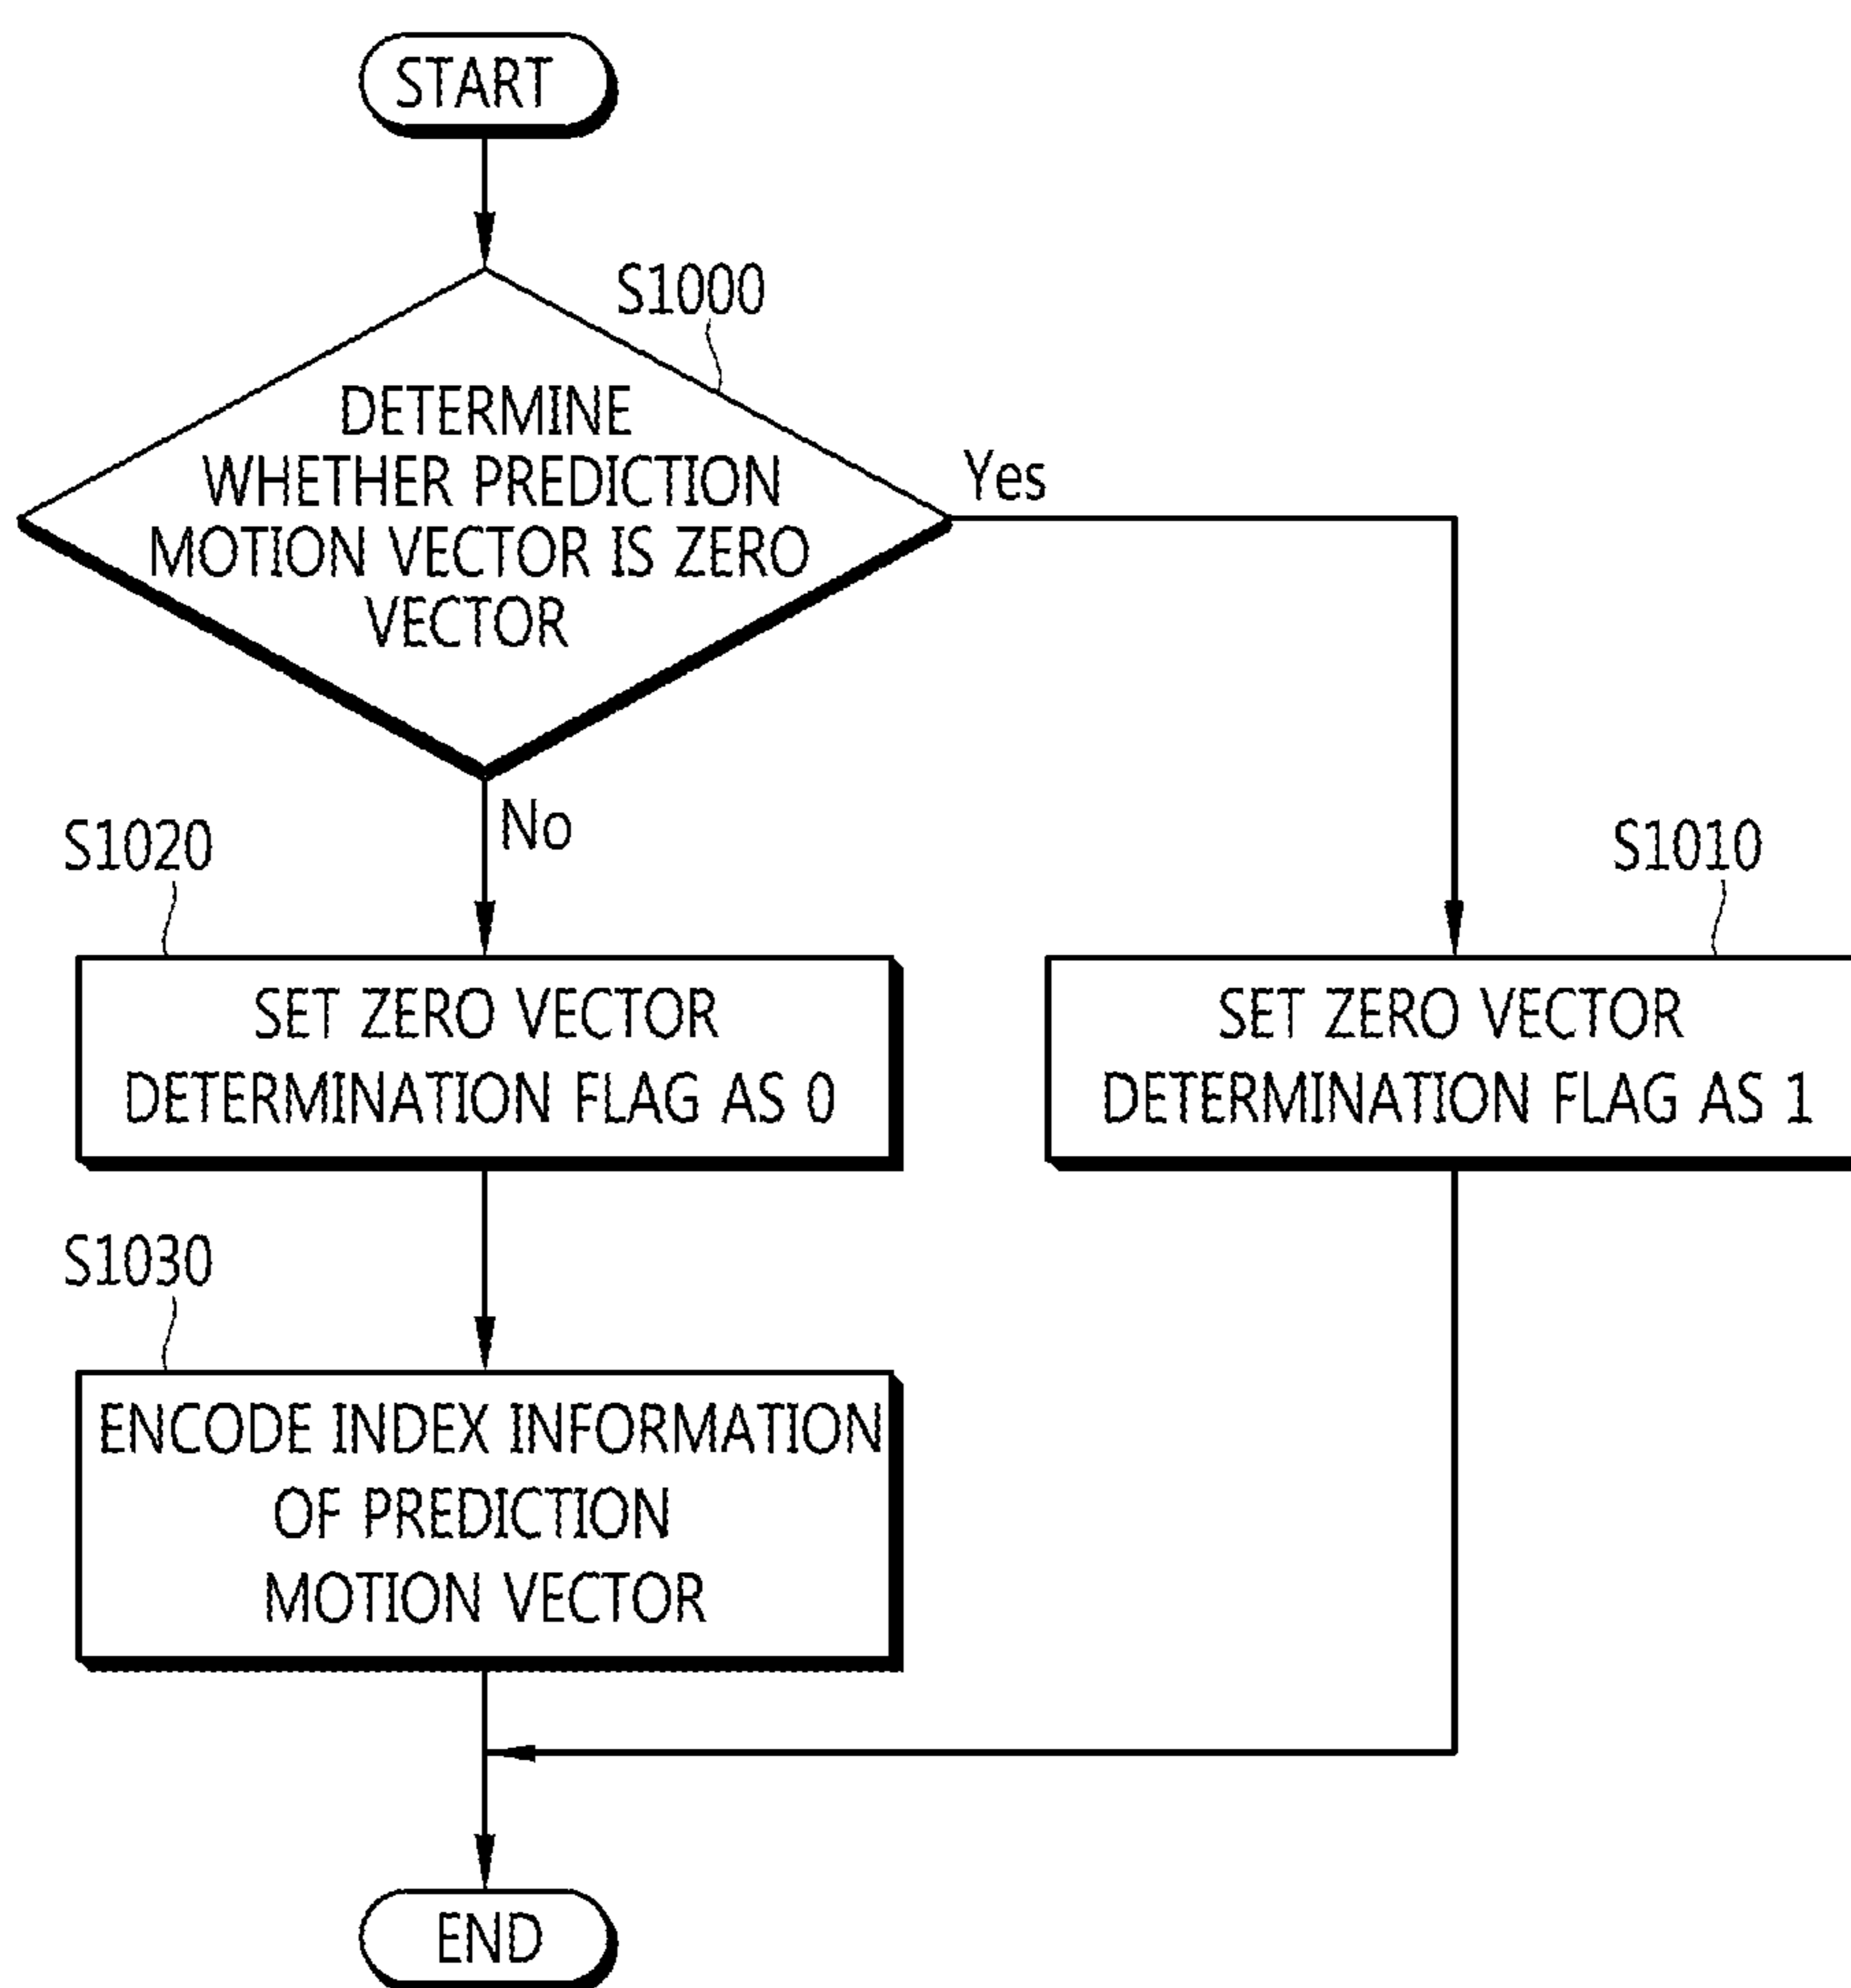 START
S1000
DETERMINE
WHETHER PREDICTION
MOTION VECTOR IS ZERO
VECTOR
Yes
No
S1020
S1010
SET ZERO VECTOR
DETERMINATION FLAG AS 0
SET ZERO VECTOR
DETERMINATION FLAG AS 1
S1030
ENCODE INDEX INFORMATION
OF PREDICTION
MOTION VECTOR
END